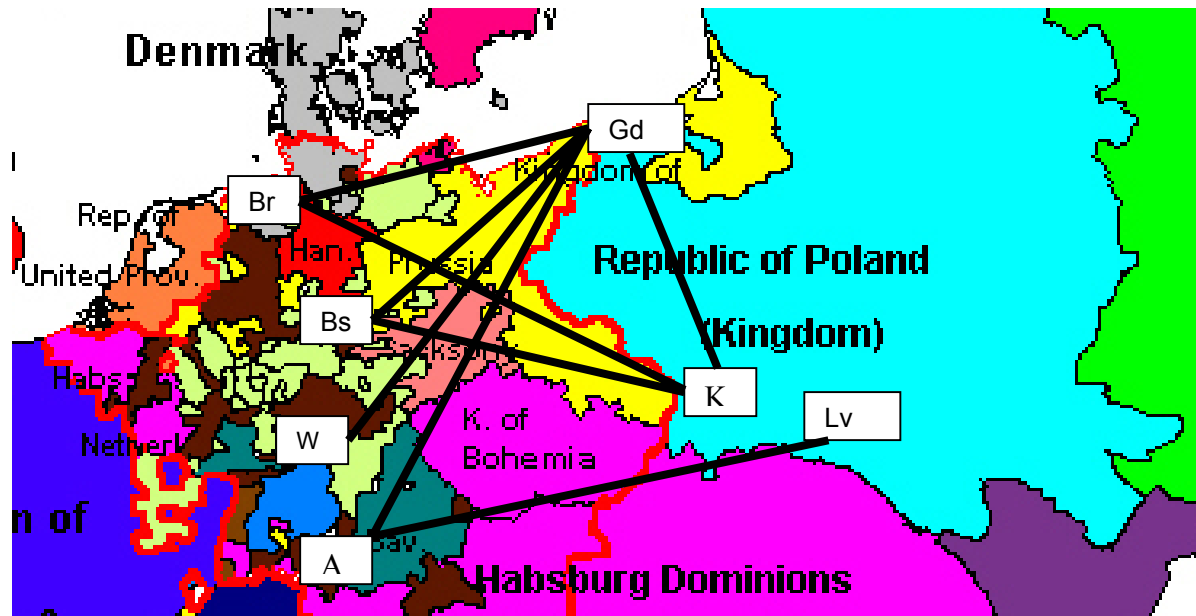 Denmark
Gd
Kingdom of
Br
Rep. of
Han.
Prussia
United Prov.
Republic of Poland
(Kingdom)
Bs
Habs
K
K. of
Bohemia
Lv
W
Netherl
n of
A
Habsburg Dominions